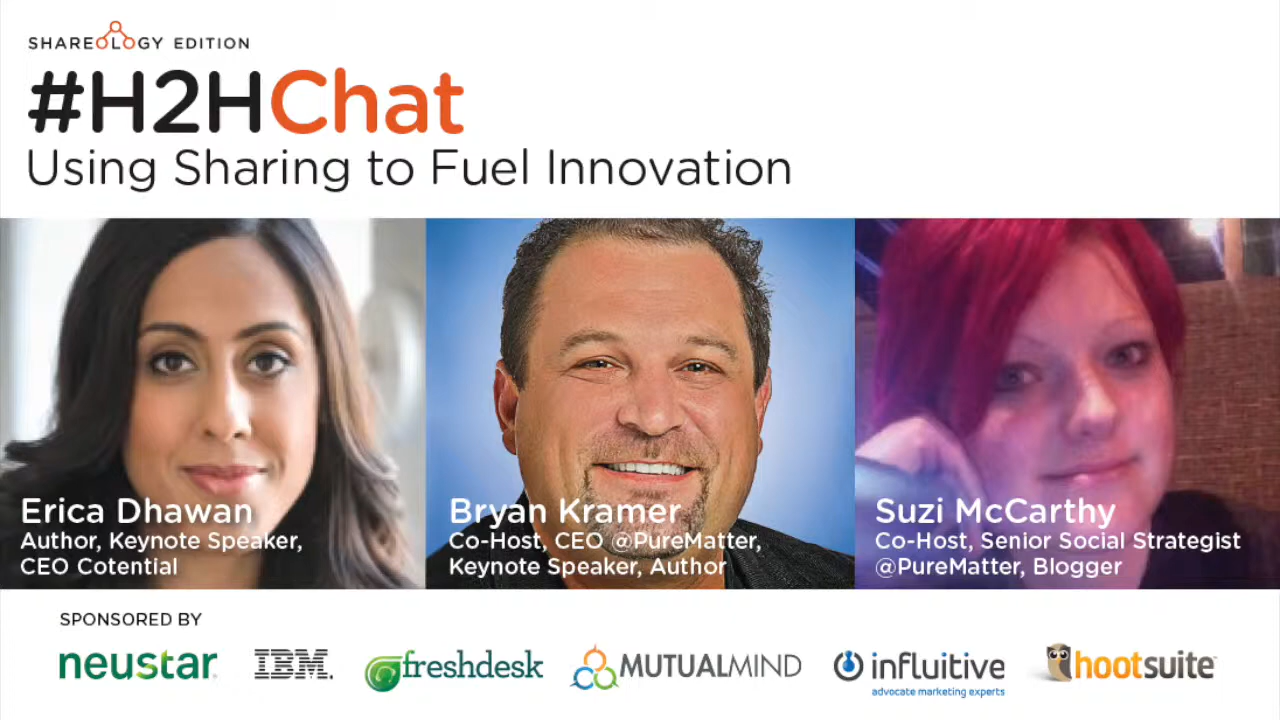 SHAREOLOGY EDITION
#H2HChat
Using Sharing to Fuel Innovation
Erica Dhawan
Author, Keynote Speaker,
CEO Cotential
Bryan Kramer
Co-Host, CEO @PureMatter,
Keynote Speaker, Author
Suzi McCarthy
Co-Host, Senior Social Strategist
@PureMatter, Blogger
SPONSORED BY
neustar
IBM.
freshdesk
MUTUALMIND
influitive
advocate marketing experts
hootsuite